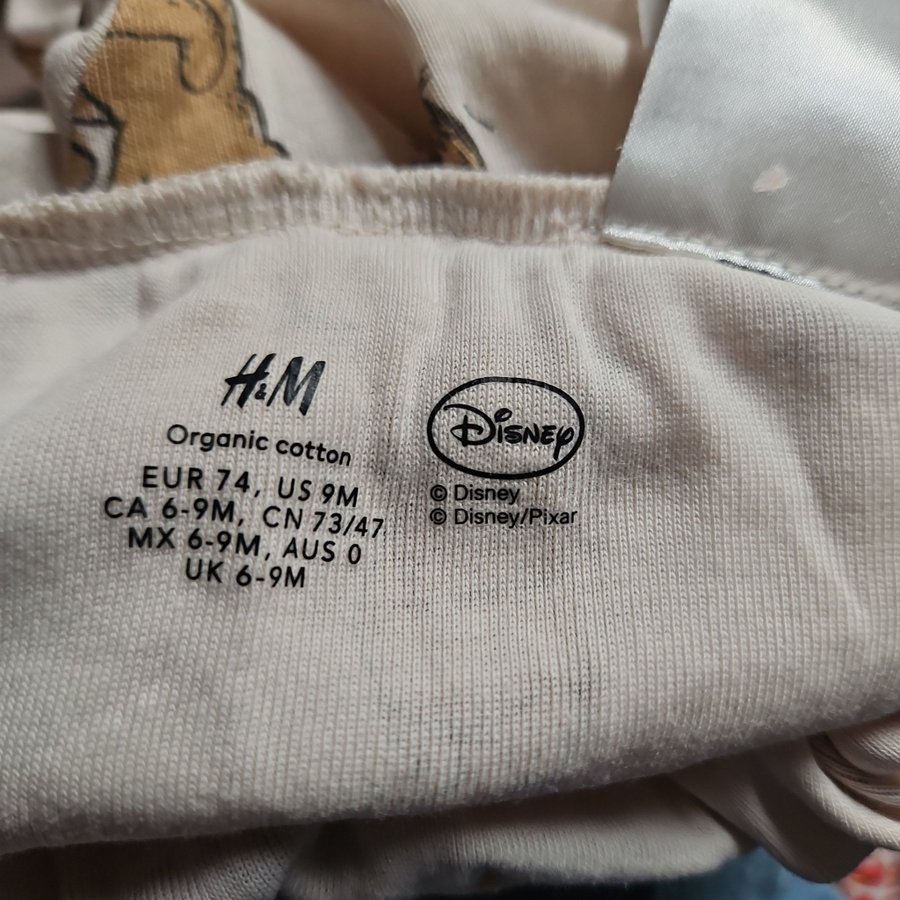 H&M
Organic cotton
EUR 74, US 9M
CA 6-9M, CN 73/47
MX 6-9M, AUS 0
UK 6-9M
Disney
© Disney
© Disney/Pixar